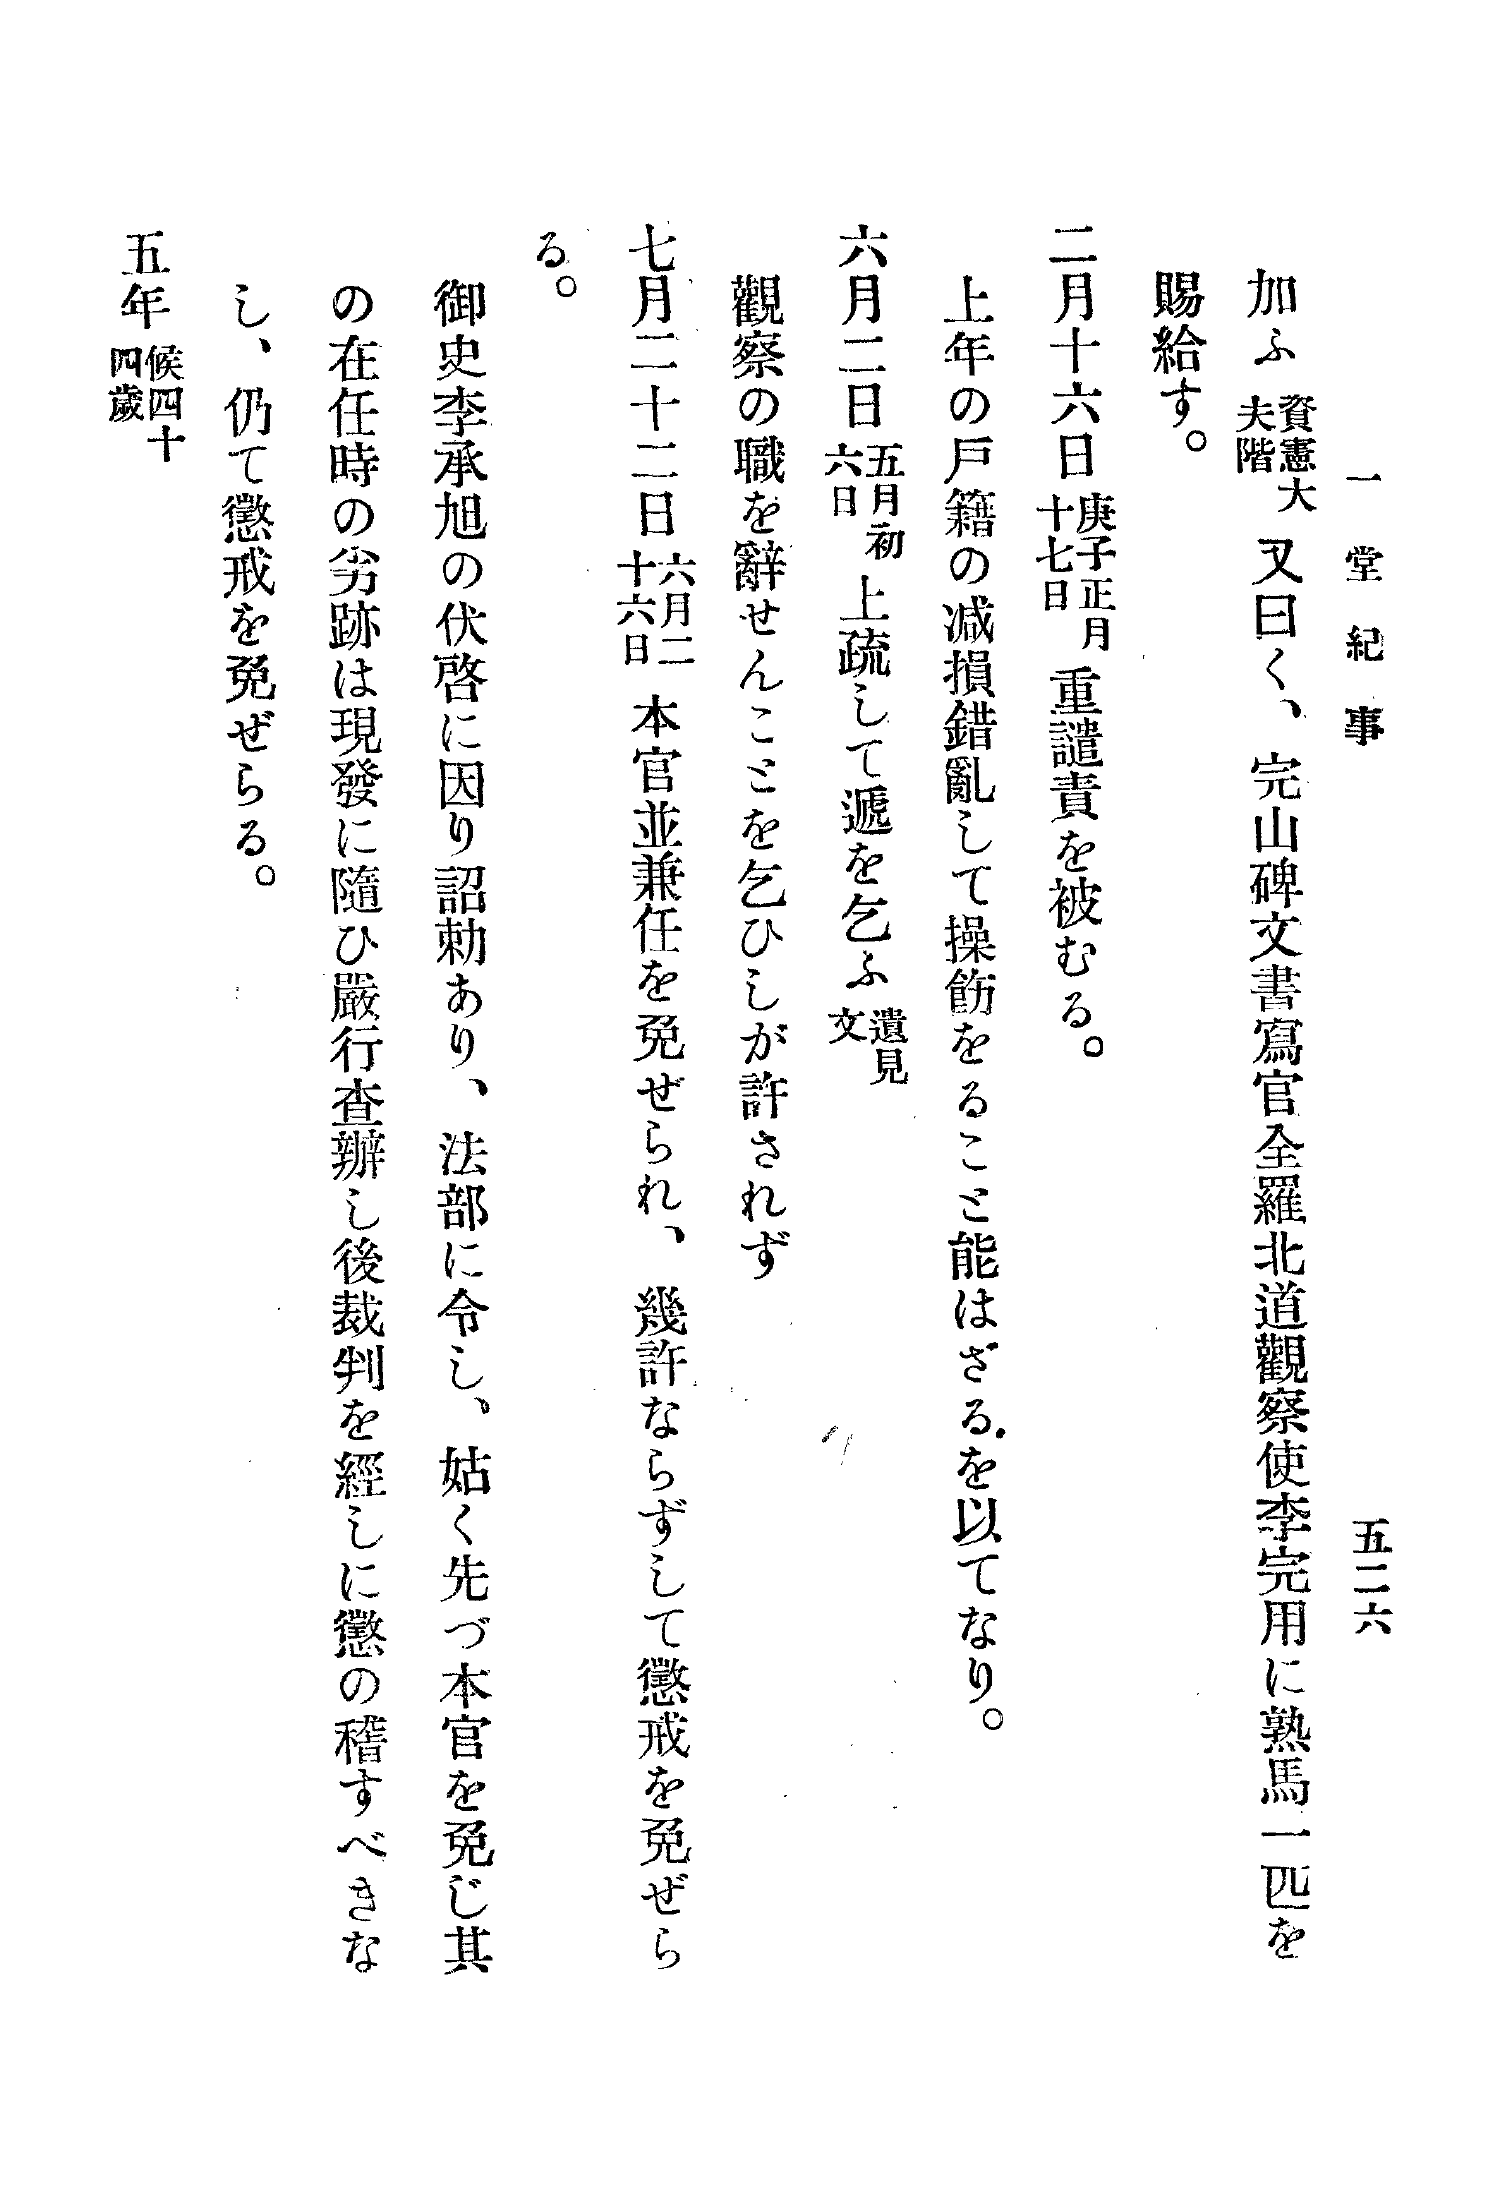 一堂紀事
五二六
加ふ資憲大夫階又曰く、完山碑文書寫官全羅北道觀察使李完用に熟馬一匹を
賜給す。
二月十六日庚子正月十七日重譴責を被むる。
上年の戸籍の減損錯亂して操飭をること能はざるを以てなり。
六月二日五月初六日上疏して遞を乞ふ遺見文
觀察の職を辭せんことを乞ひしが許されず
七月二十二日六月二十六日本官並兼任を免ぜられ、幾許ならずして懲戒を免ぜら
る。
御史李承旭の伏啓に因り詔勅あり、法部に令し、姑く先づ本官を免じ其
の在任時の劣跡は現發に隨ひ嚴行査辦し後裁判を經しに懲の稽すべきな
し、仍て懲戒を免ぜらる。
五年候四十四歲